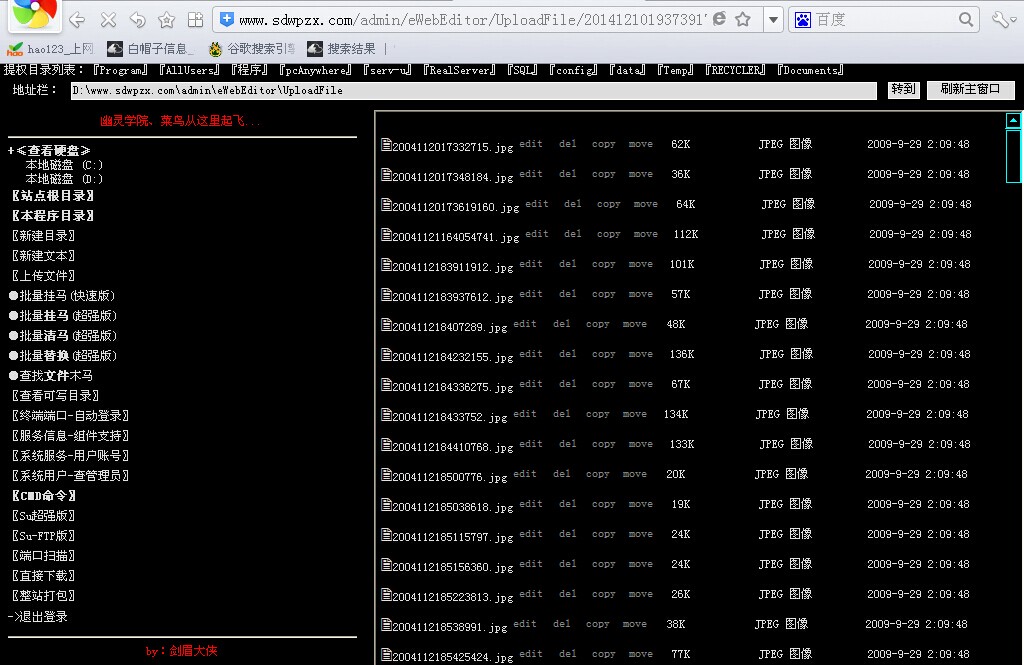 www.sdwpzx.com/admin/eWebEditor/UploadFile/201412101937391
百度
hao123_上网 白帽子信息_ 谷歌搜索引 搜索结果
提权目录列表：『Program』 『AllUsers』 『程序』 『pcAnywhere』 『serv-u』 『RealServer』 『SQL』 『config』 『data』 『Temp』 『RECYCLER』 『Documents』
地址栏： D:\www.sdwpzx.com\admin\eWebEditor\UploadFile 转到 刷新主窗口
幽灵学院、菜鸟从这里起飞...
+≤查看硬盘≥
本地磁盘 (C:)
本地磁盘 (D:)
〖站点根目录〗
〖本程序目录〗
〖新建目录〗
〖新建文本〗
〖上传文件〗
●批量挂马(快速版)
●批量挂马(超强版)
●批量清马(超强版)
●批量替换(超强版)
●查找文件木马
〖查看可写目录〗
〖终端端口-自动登录〗
〖服务信息-组件支持〗
〖系统服务-用户账号〗
〖系统用户-查管理员〗
〖CMD命令〗
〖Su超强版〗
〖Su-FTP版〗
〖端口扫描〗
〖直接下载〗
〖整站打包〗
->退出登录
by：剑眉大侠
2004112017332715.jpg edit del copy move 62K JPEG 图像 2009-9-29 2:09:48
2004112017348184.jpg edit del copy move 36K JPEG 图像 2009-9-29 2:09:48
20041120173619160.jpg edit del copy move 64K JPEG 图像 2009-9-29 2:09:48
20041121164054741.jpg edit del copy move 112K JPEG 图像 2009-9-29 2:09:48
2004112183911912.jpg edit del copy move 101K JPEG 图像 2009-9-29 2:09:48
2004112183937612.jpg edit del copy move 57K JPEG 图像 2009-9-29 2:09:48
200411218407289.jpg edit del copy move 48K JPEG 图像 2009-9-29 2:09:48
2004112184232155.jpg edit del copy move 136K JPEG 图像 2009-9-29 2:09:48
2004112184336275.jpg edit del copy move 67K JPEG 图像 2009-9-29 2:09:48
200411218433752.jpg edit del copy move 134K JPEG 图像 2009-9-29 2:09:48
2004112184410768.jpg edit del copy move 133K JPEG 图像 2009-9-29 2:09:48
200411218500776.jpg edit del copy move 20K JPEG 图像 2009-9-29 2:09:48
2004112185038618.jpg edit del copy move 19K JPEG 图像 2009-9-29 2:09:48
2004112185115797.jpg edit del copy move 24K JPEG 图像 2009-9-29 2:09:48
2004112185156360.jpg edit del copy move 24K JPEG 图像 2009-9-29 2:09:48
2004112185223813.jpg edit del copy move 26K JPEG 图像 2009-9-29 2:09:48
200411218538991.jpg edit del copy move 38K JPEG 图像 2009-9-29 2:09:48
2004112185425424.jpg edit del copy move 77K JPEG 图像 2009-9-29 2:09:48